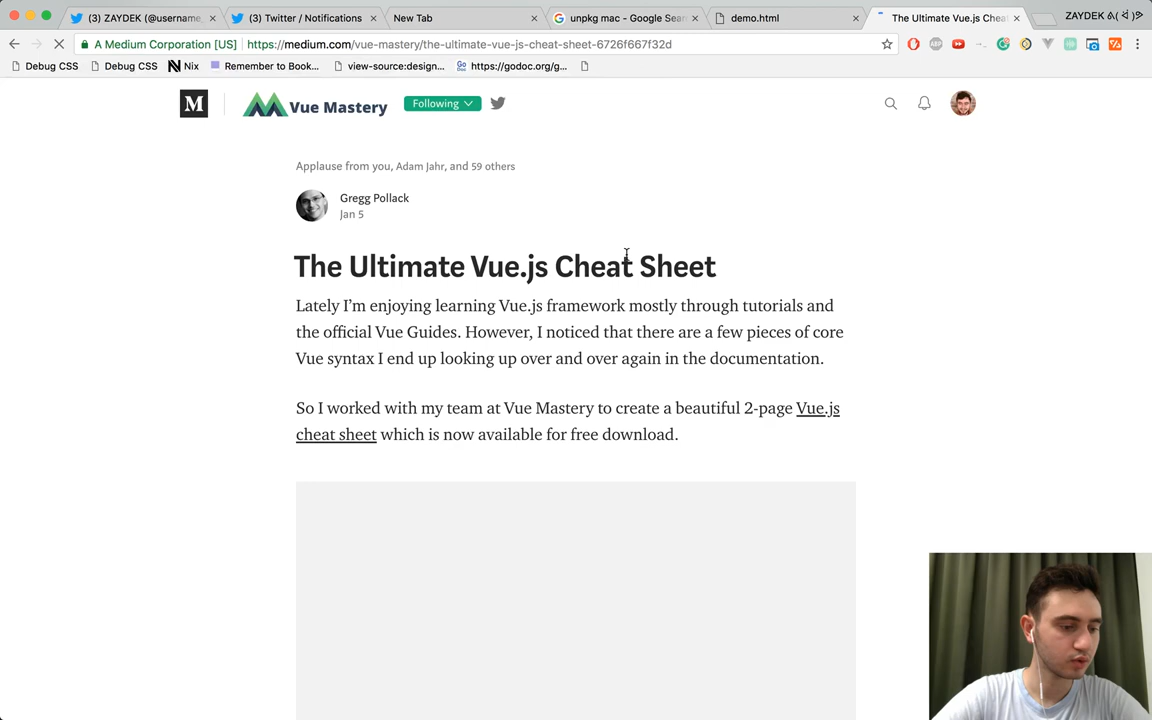 (3) ZAYDEK (@username_
(3) Twitter / Notifications
New Tab
unpkg mac - Google Sear
demo.html
The Ultimate Vue.js Chea
ZAYDEK
A Medium Corporation [US]
https://medium.com/vue-mastery/the-ultimate-vue-js-cheat-sheet-6726f667f32d
ABP
Debug CSS
Debug CSS
Nix
Remember to Book...
view-source:design...
Go
https://godoc.org/g...
M
Vue Mastery
Following
Applause from you, Adam Jahr, and 59 others
Gregg Pollack
Jan 5
The Ultimate Vue.js Cheat Sheet
Lately I’m enjoying learning Vue.js framework mostly through tutorials and
the official Vue Guides. However, I noticed that there are a few pieces of core
Vue syntax I end up looking up over and over again in the documentation.
So I worked with my team at Vue Mastery to create a beautiful 2-page Vue.js
cheat sheet which is now available for free download.